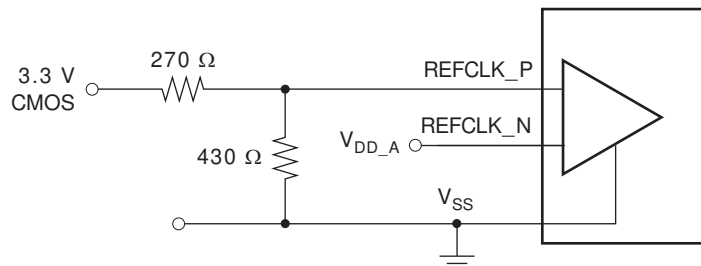 270 Ω
3.3 V
CMOS
REFCLK_P
REFCLK_N
V_DD_A
430 Ω
V_SS